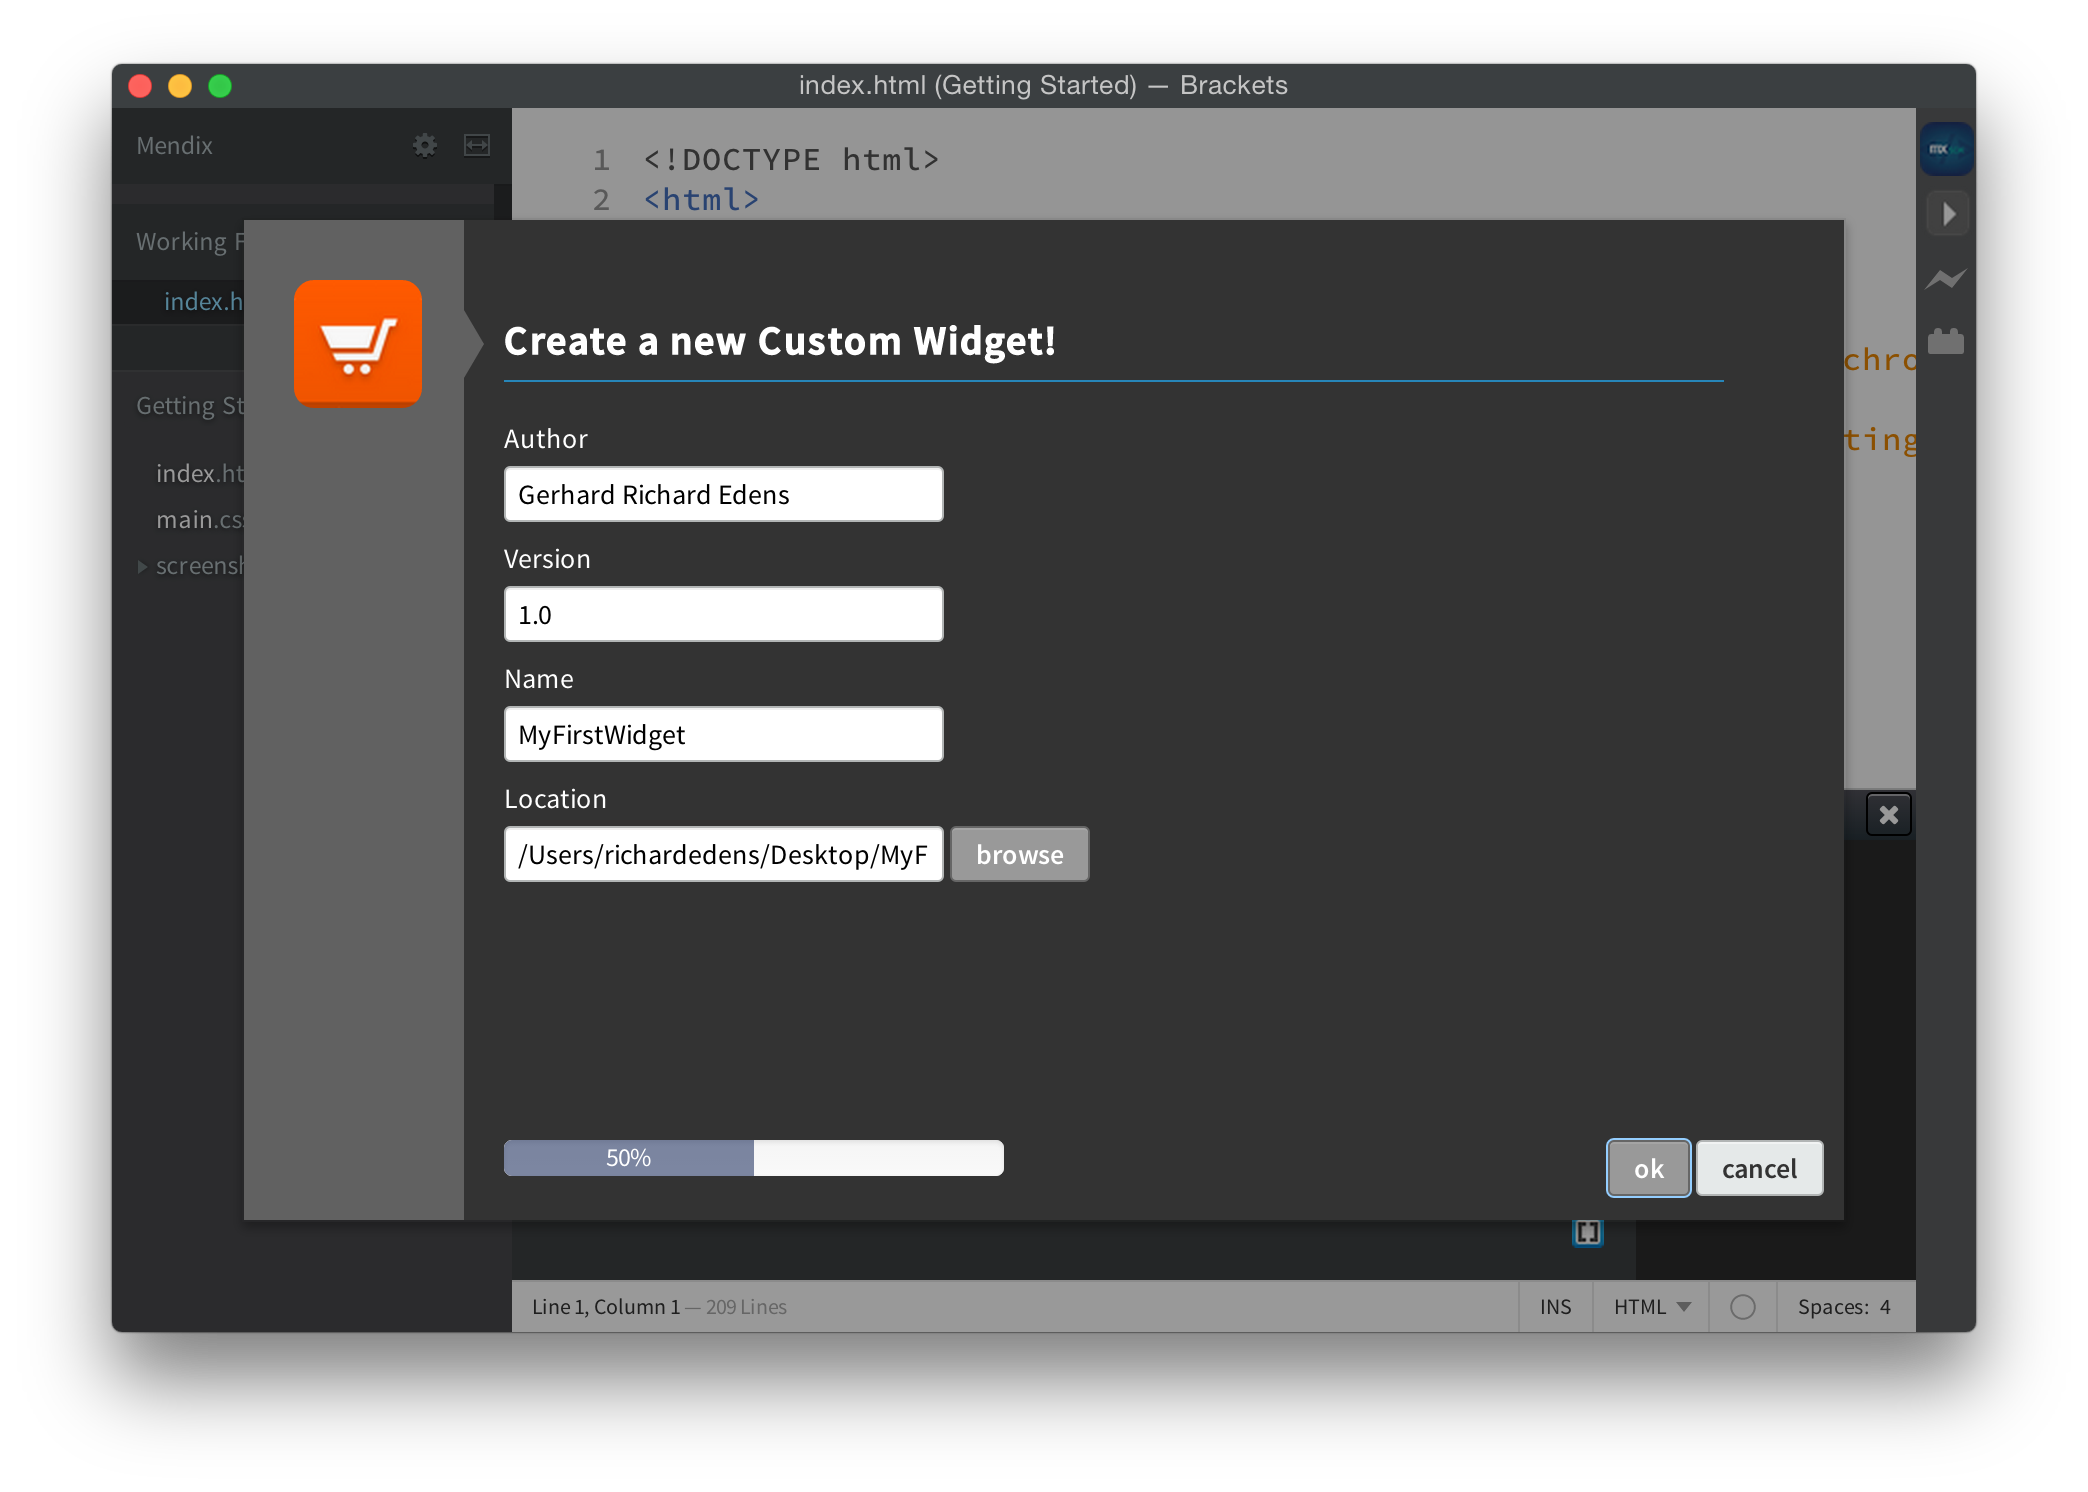 index.html (Getting Started) — Brackets
Mendix
1 <!DOCTYPE html>
2 <html>
mx
Working F
index.h
Getting St
index.ht
main.cs
screensh
chro
ting
Create a new Custom Widget!
Author
Gerhard Richard Edens
Version
1.0
Name
MyFirstWidget
Location
/Users/richardedens/Desktop/MyF
browse
50%
ok cancel
Line 1, Column 1 — 209 Lines
INS HTML Spaces: 4